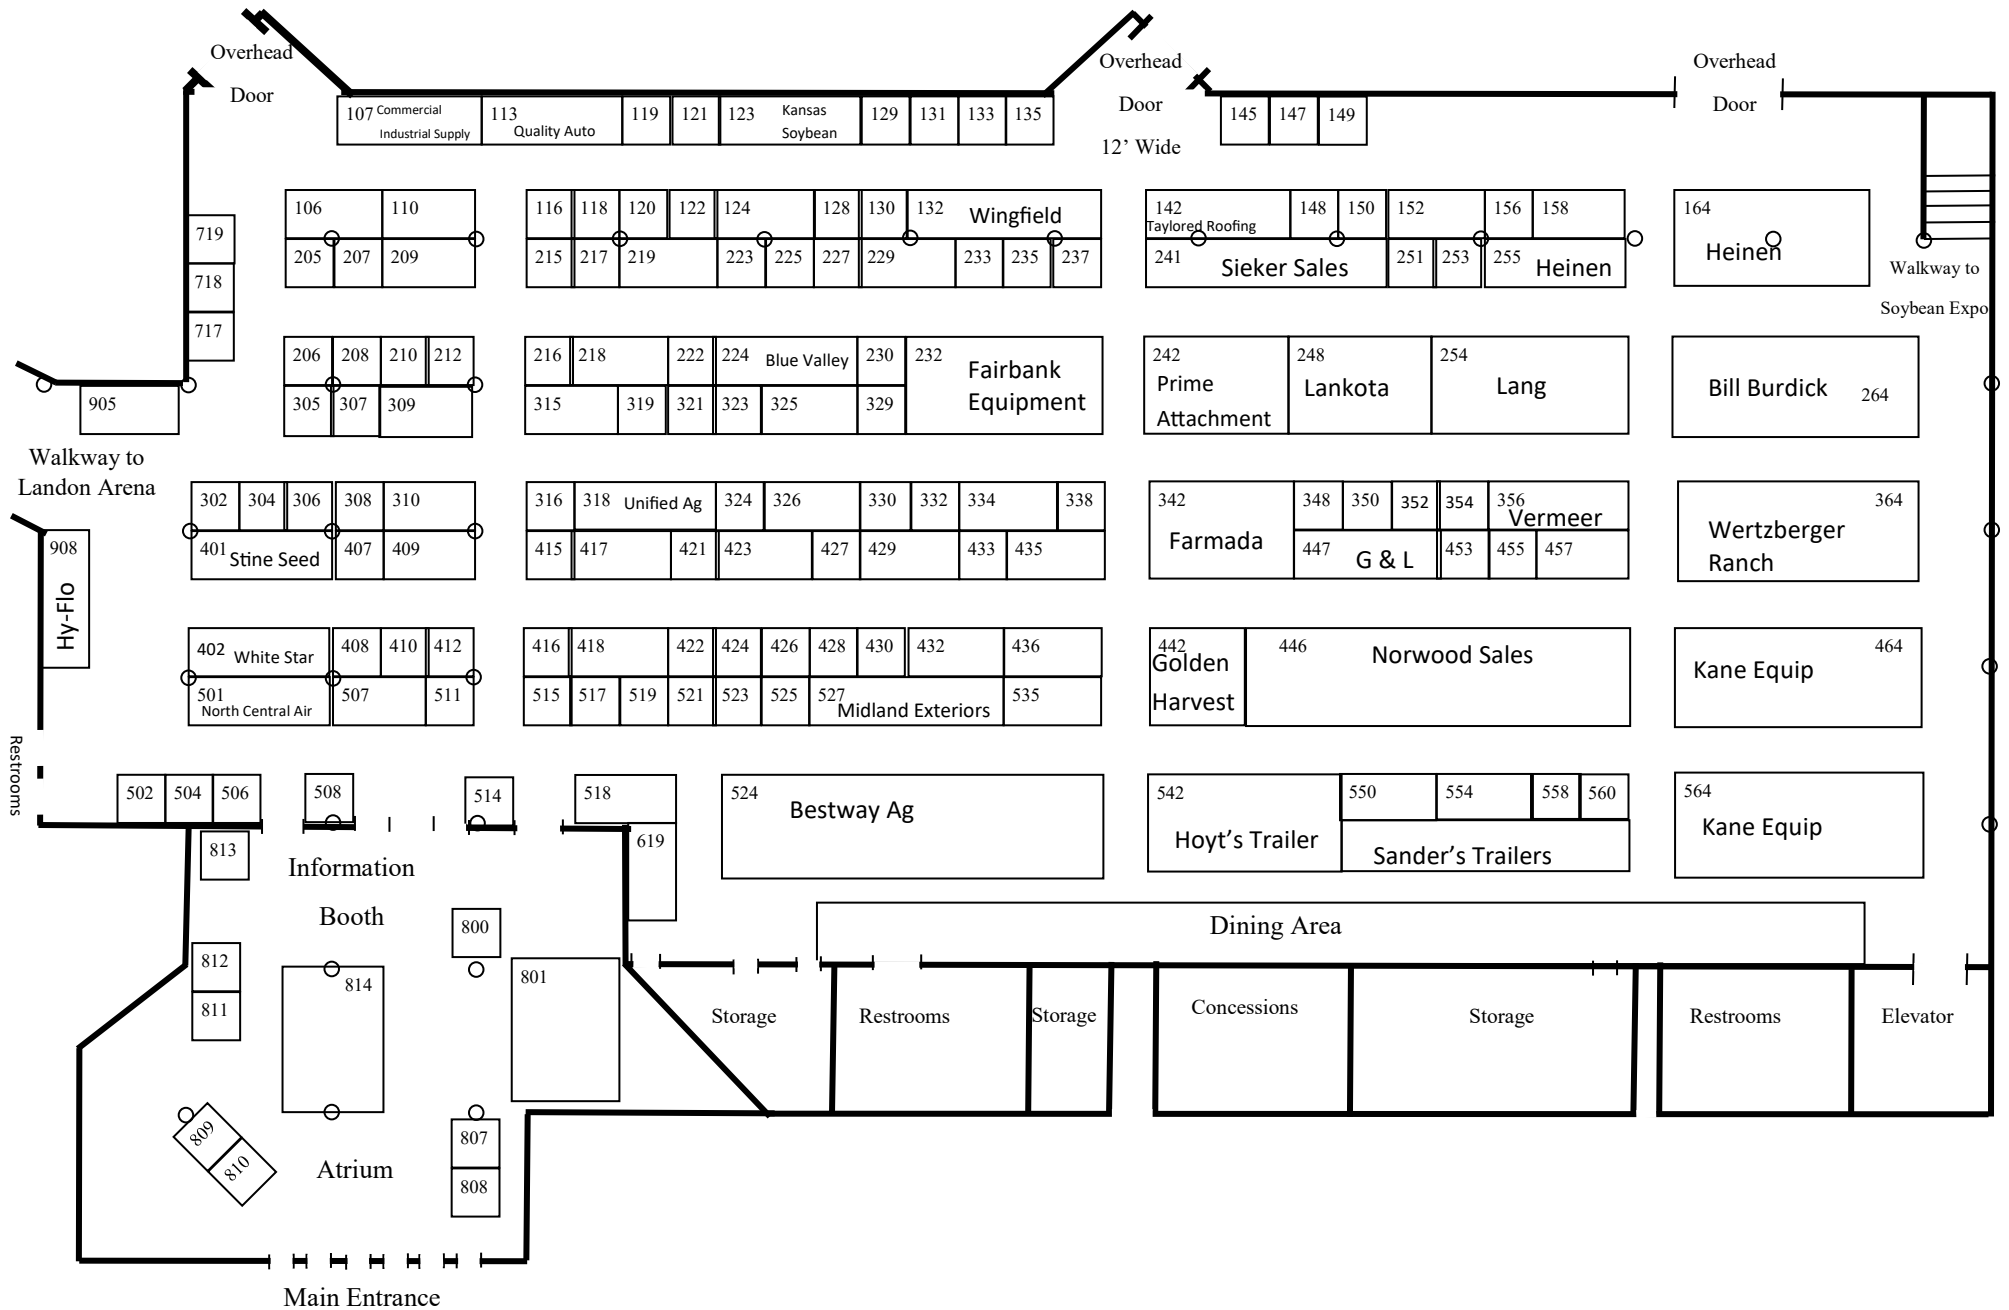 Overhead
Door
Overhead
Door
12’ Wide
Overhead
Door
107 Commercial
Industrial Supply
113
Quality Auto
119
121
123
Kansas
Soybean
129
131
133
135
145
147
149
719
718
717
106
110
205
207
209
116
118
120
122
124
128
130
132
Wingfield
215
217
219
223
225
227
229
233
235
237
142
Taylored Roofing
148
150
152
156
158
241
Sieker Sales
251
253
255
Heinen
164
Heinen
Walkway to
Soybean Expo
206
208
210
212
305
307
309
216
218
222
224
Blue Valley
230
232
Fairbank
Equipment
315
319
321
323
325
329
242
Prime
Attachment
248
Lankota
254
Lang
Bill Burdick
264
905
Walkway to
Landon Arena
302
304
306
308
310
401
Stine Seed
407
409
316
318
Unified Ag
324
326
330
332
334
338
415
417
421
423
427
429
433
435
342
Farmada
348
350
352
354
356
Vermeer
447
G & L
453
455
457
364
Wertzberger
Ranch
908
Hy-Flo
402
White Star
408
410
412
501
North Central Air
507
511
416
418
422
424
426
428
430
432
436
515
517
519
521
523
525
527
Midland Exteriors
535
442
Golden
Harvest
446
Norwood Sales
464
Kane Equip
Restrooms
502
504
506
508
514
518
619
524
Bestway Ag
542
Hoyt’s Trailer
550
554
558
560
Sander’s Trailers
564
Kane Equip
813
Information
Booth
800
812
811
814
801
Dining Area
Storage
Restrooms
Storage
Concessions
Storage
Restrooms
Elevator
809
810
Atrium
807
808
Main Entrance